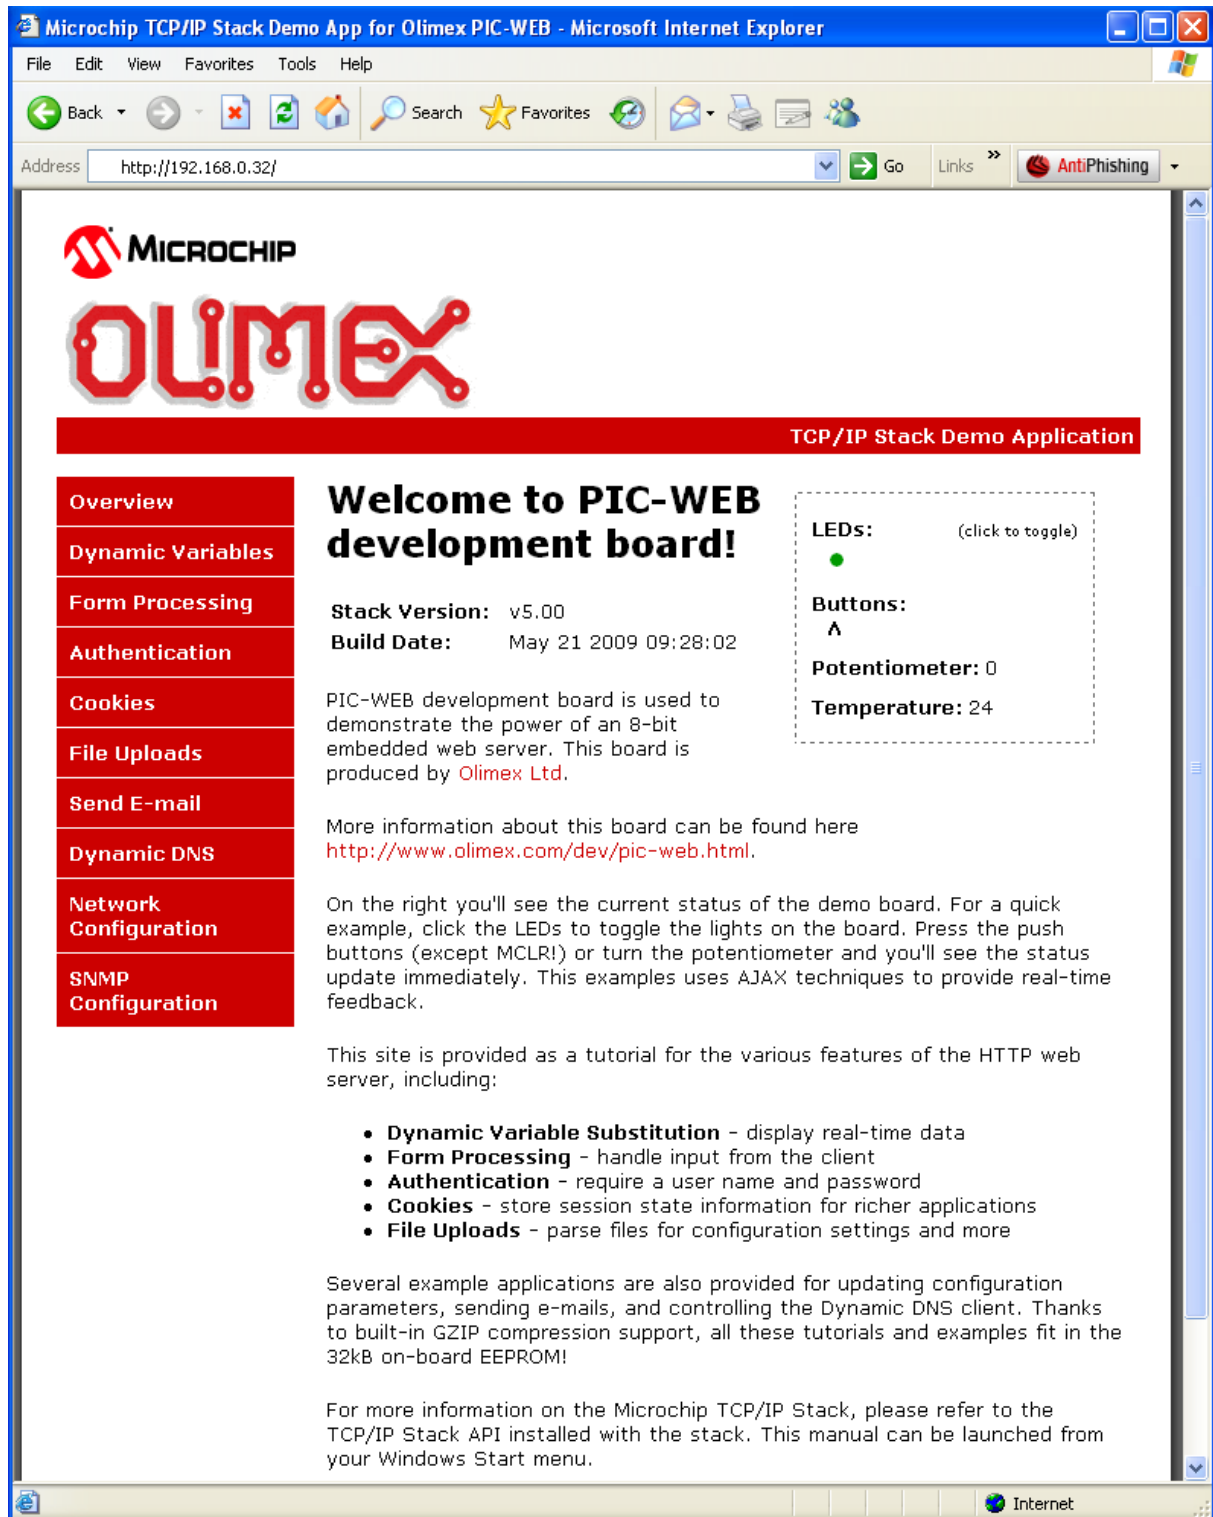 Microchip TCP/IP Stack Demo App for Olimex PIC-WEB - Microsoft Internet Explorer
File Edit View Favorites Tools Help
Back Search Favorites
Address http://192.168.0.32/ Go Links » AntiPhishing
MICROCHIP
OLIMEX
TCP/IP Stack Demo Application
Overview
Dynamic Variables
Form Processing
Authentication
Cookies
File Uploads
Send E-mail
Dynamic DNS
Network
Configuration
SNMP
Configuration
Welcome to PIC-WEB
development board!
Stack Version: v5.00
Build Date: May 21 2009 09:28:02
LEDs: (click to toggle)
Buttons:
Λ
Potentiometer: 0
Temperature: 24
PIC-WEB development board is used to
demonstrate the power of an 8-bit
embedded web server. This board is
produced by Olimex Ltd.
More information about this board can be found here
http://www.olimex.com/dev/pic-web.html.
On the right you'll see the current status of the demo board. For a quick
example, click the LEDs to toggle the lights on the board. Press the push
buttons (except MCLR!) or turn the potentiometer and you'll see the status
update immediately. This examples uses AJAX techniques to provide real-time
feedback.
This site is provided as a tutorial for the various features of the HTTP web
server, including:
• Dynamic Variable Substitution - display real-time data
• Form Processing - handle input from the client
• Authentication - require a user name and password
• Cookies - store session state information for richer applications
• File Uploads - parse files for configuration settings and more
Several example applications are also provided for updating configuration
parameters, sending e-mails, and controlling the Dynamic DNS client. Thanks
to built-in GZIP compression support, all these tutorials and examples fit in the
32kB on-board EEPROM!
For more information on the Microchip TCP/IP Stack, please refer to the
TCP/IP Stack API installed with the stack. This manual can be launched from
your Windows Start menu.
Internet